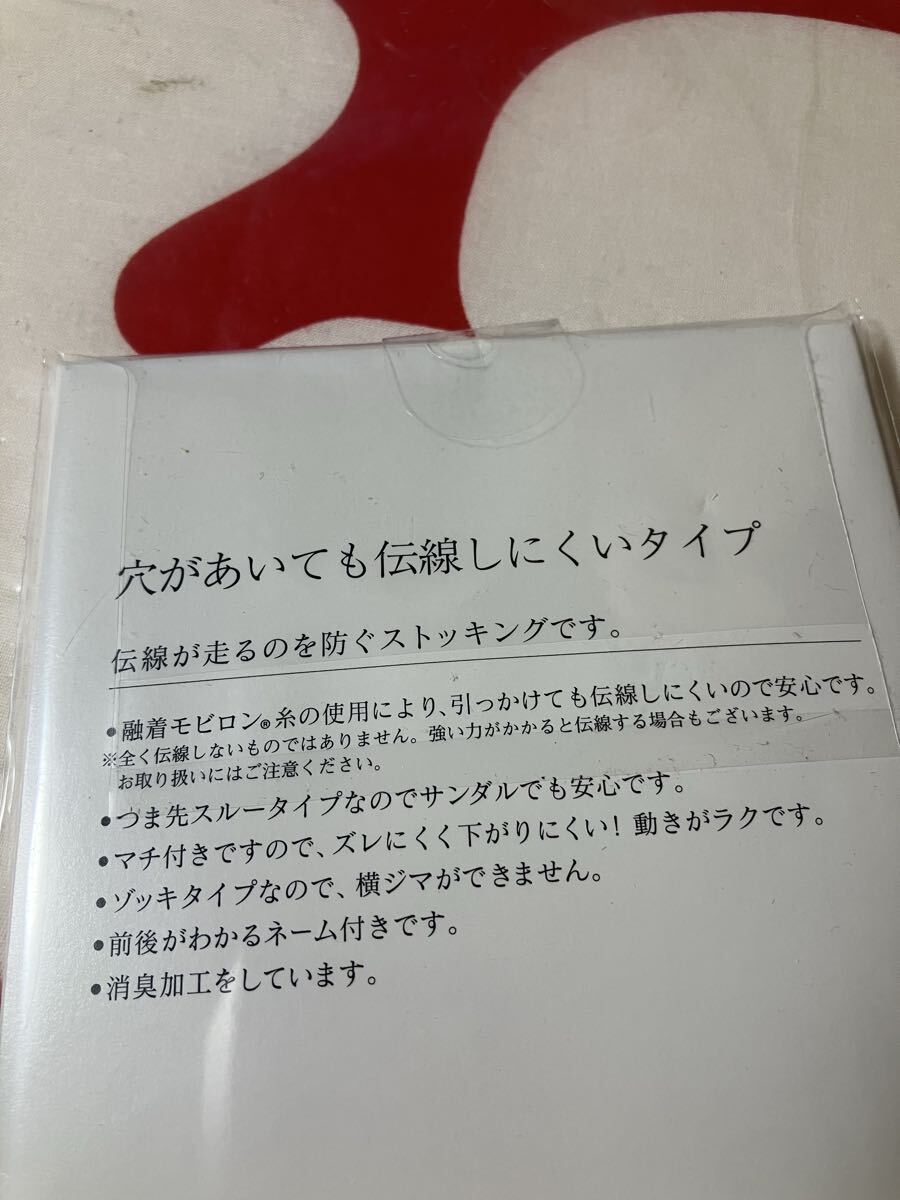 穴があいても伝線しにくいタイプ
伝線が走るのを防ぐストッキングです。
●融着モビロン®糸の使用により、引っかけても伝線しにくいので安心です。
※全く伝線しないものではありません。強い力がかかると伝線する場合もございます。
お取り扱いにはご注意ください。
●つま先スルータイプなのでサンダルでも安心です。
●マチ付きですので、ズレにくく下がりにくい！動きがラクです。
●ゾッキタイプなので、横ジマができません。
●前後がわかるネーム付きです。
●消臭加工をしています。